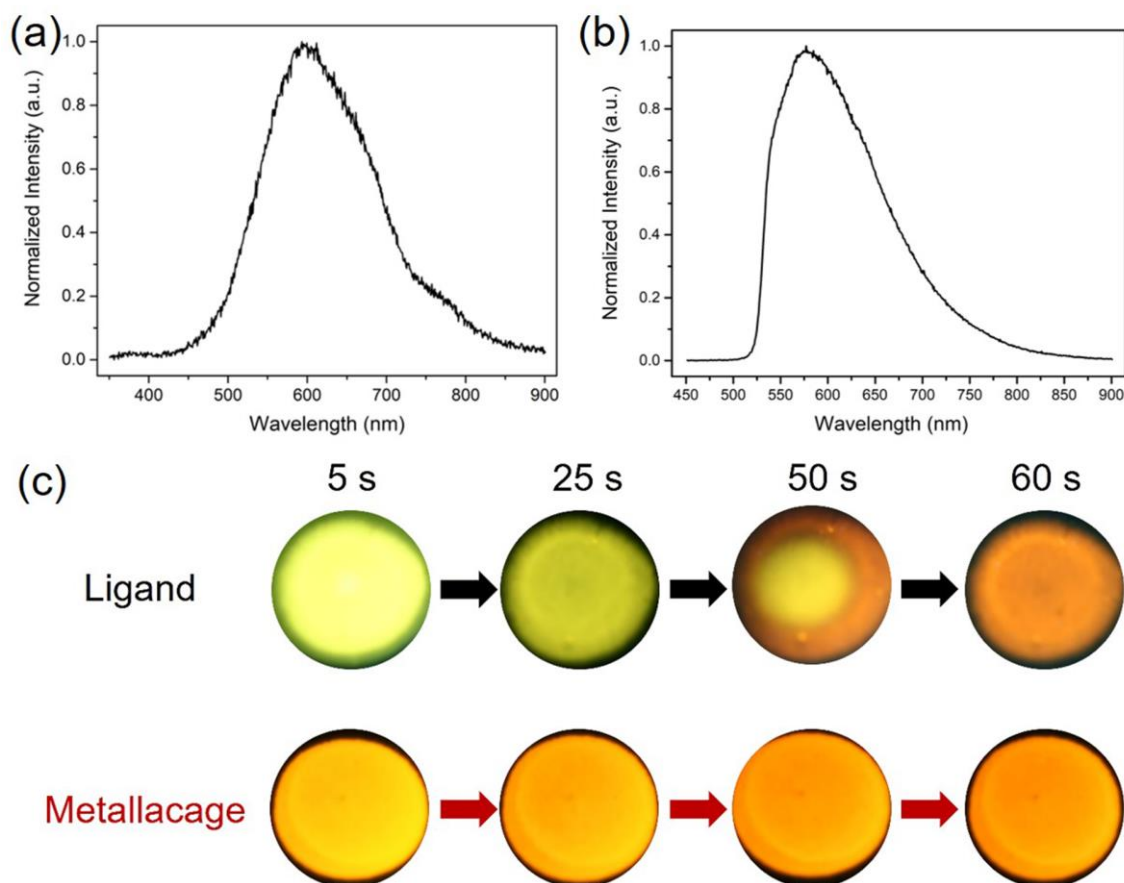 (a)
1.0
0.8
0.6
0.4
0.2
0.0
Normalized Intensity (a.u.)
400 500 600 700 800 900
Wavelength (nm)
(b)
1.0
0.8
0.6
0.4
0.2
0.0
Normalized Intensity (a.u.)
450 500 550 600 650 700 750 800 850 900
Wavelength (nm)
(c)
5 s 25 s 50 s 60 s
Ligand
Metallacage